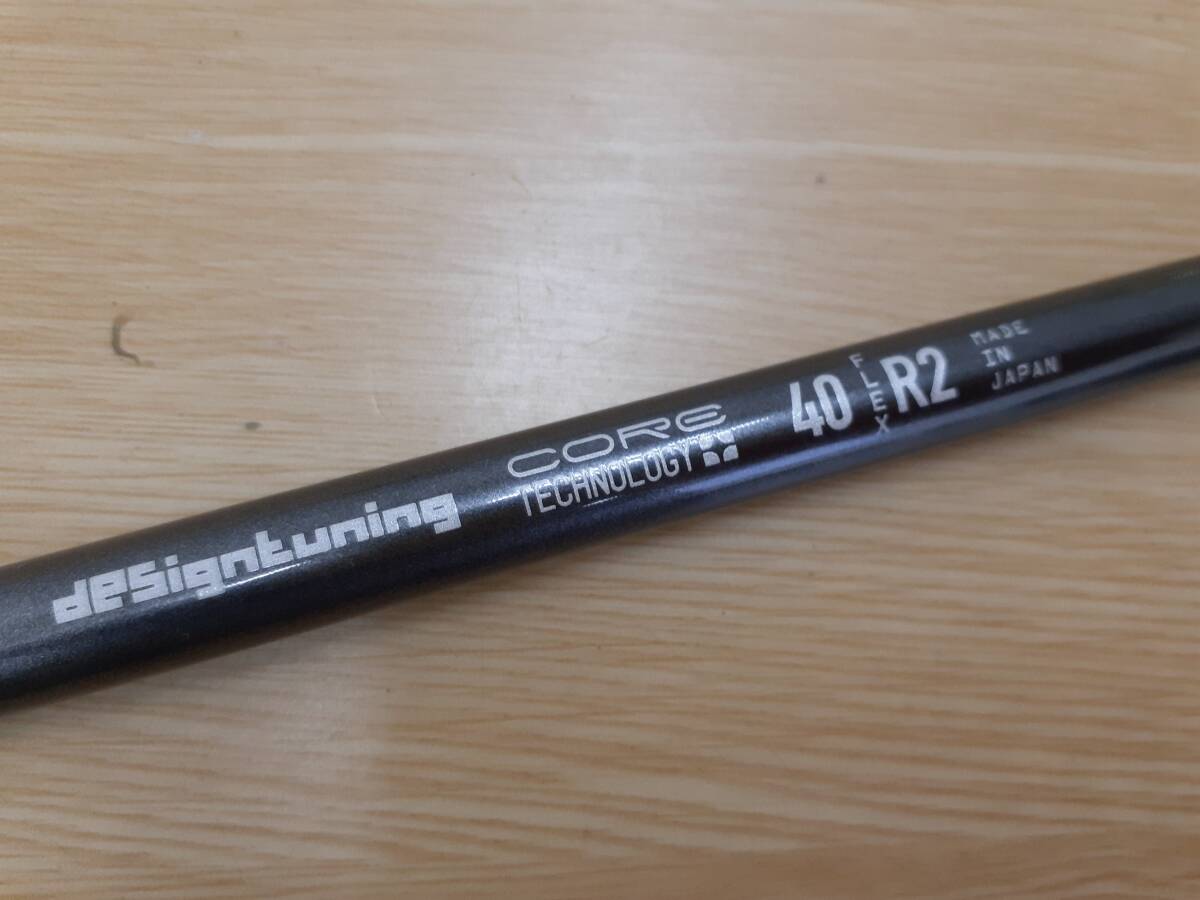 designtuning
CORE
TECHNOLOGY
40
FLEX
R2
MADE
IN
JAPAN